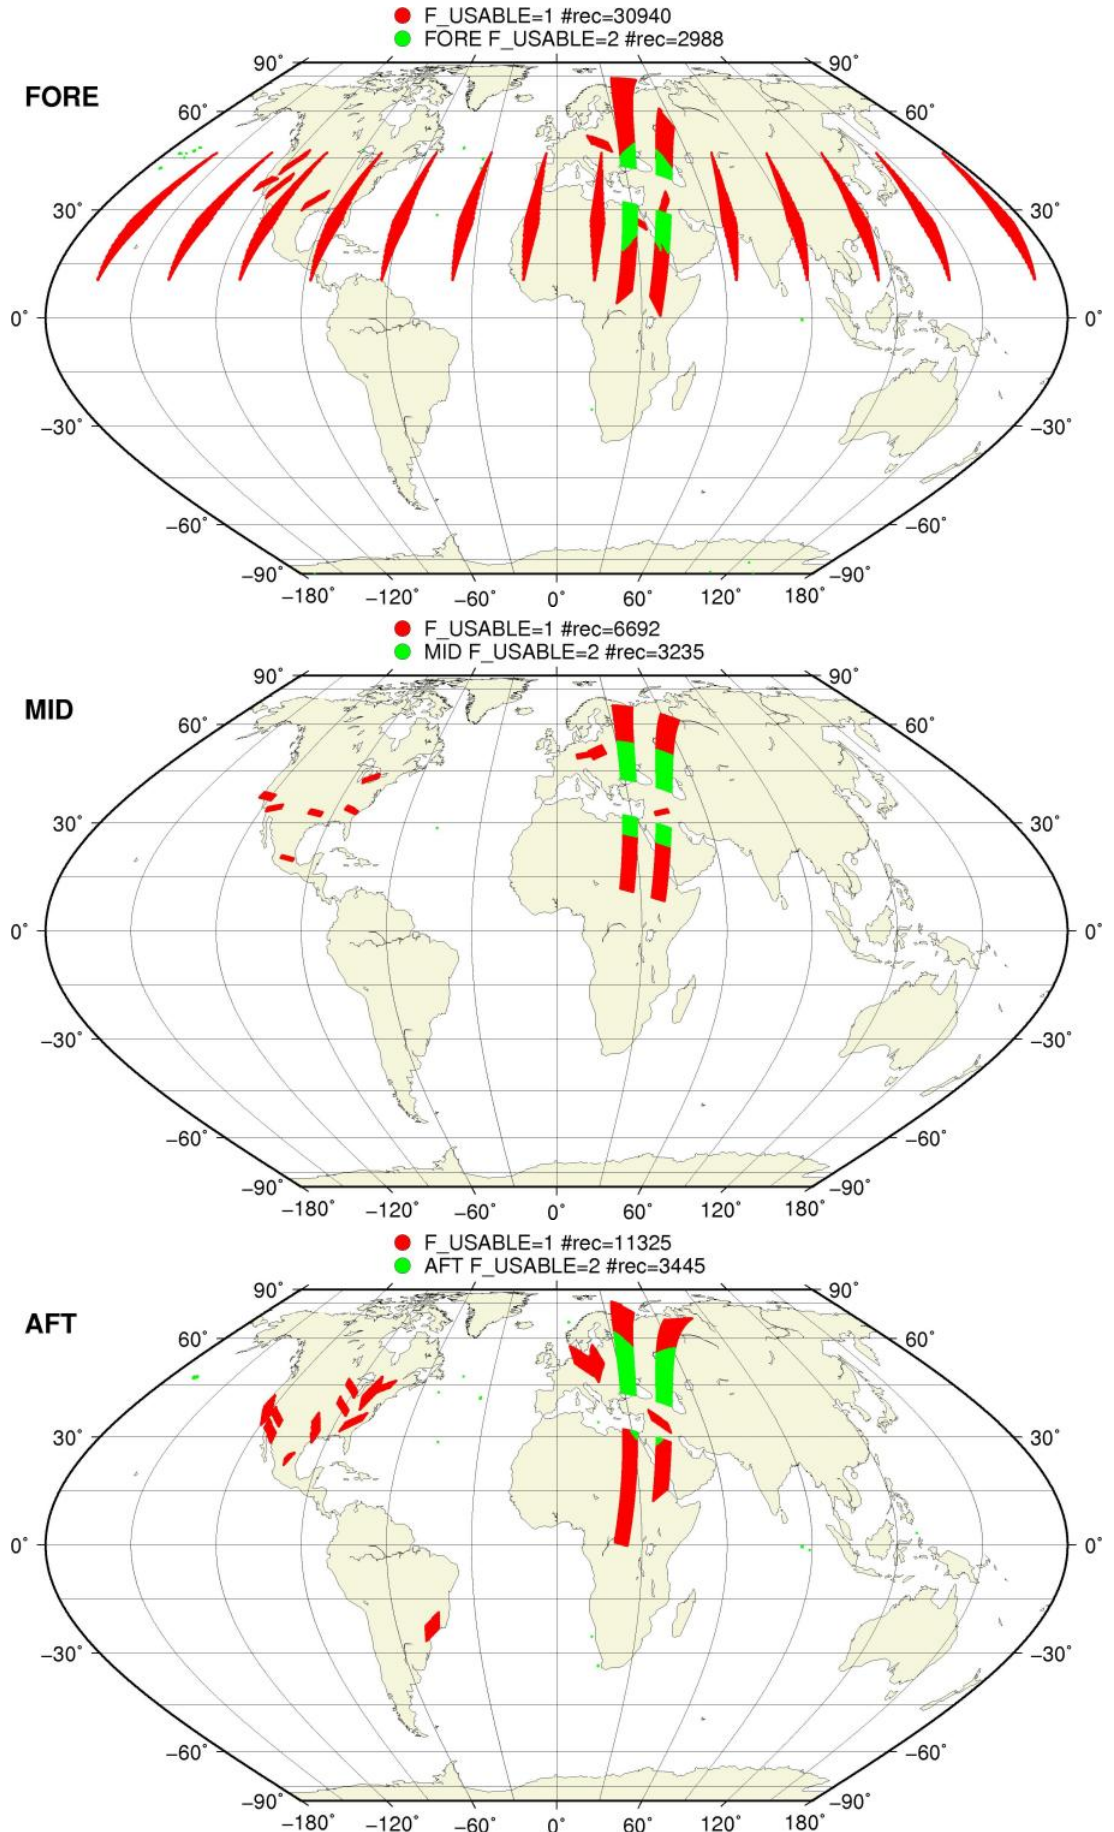 F_USABLE=1 #rec=30940
FORE F_USABLE=2 #rec=2988
FORE
90° 90°
60° 60°
30° 30°
0° 0°
−30° −30°
−60° −60°
−90° −90°
−180° −120° −60° 0° 60° 120° 180°
F_USABLE=1 #rec=6692
MID F_USABLE=2 #rec=3235
MID
90° 90°
60° 60°
30° 30°
0° 0°
−30° −30°
−60° −60°
−90° −90°
−180° −120° −60° 0° 60° 120° 180°
F_USABLE=1 #rec=11325
AFT F_USABLE=2 #rec=3445
AFT
90° 90°
60° 60°
30° 30°
0° 0°
−30° −30°
−60° −60°
−90° −90°
−180° −120° −60° 0° 60° 120° 180°